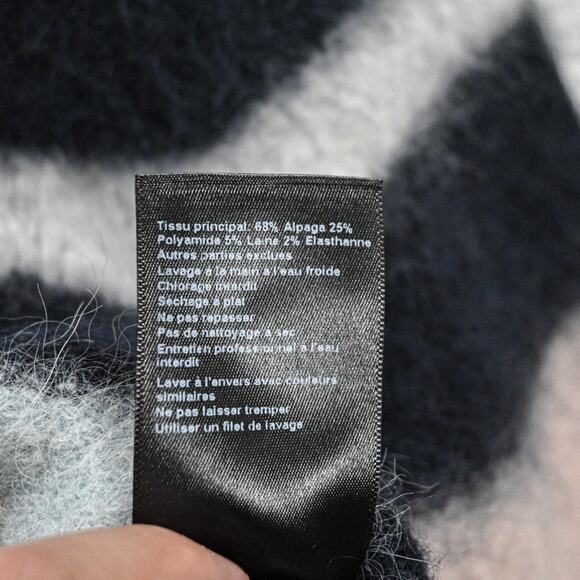 Tissu principal: 68% Alpaga 25%
Polyamide 5% Laine 2% Elasthanne
Autres parties exclues
Lavage à la main à l'eau froide
Chlorage interdit
Séchage à plat
Ne pas repasser
Pas de nettoyage à sec
Entretien professionnel à l'eau
interdit
Laver à l'envers avec couleurs
similaires
Ne pas laisser tremper
Utiliser un filet de lavage